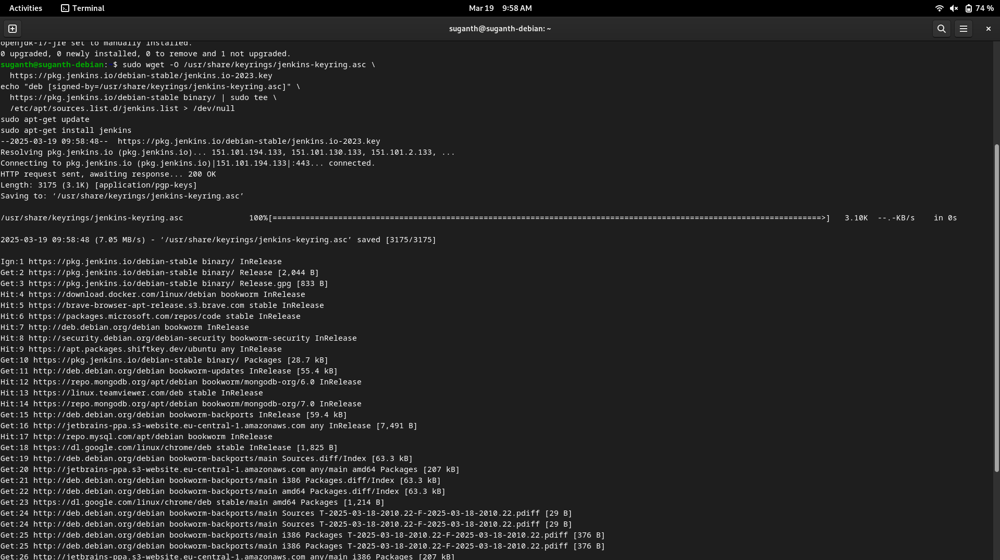 Activities
Terminal
Mar 19  9:58 AM
74 %
suganth@suganth-debian: ~
openjdk-17-jre set to manually installed.
0 upgraded, 0 newly installed, 0 to remove and 1 not upgraded.
suganth@suganth-debian:~$ sudo wget -O /usr/share/keyrings/jenkins-keyring.asc \
  https://pkg.jenkins.io/debian-stable/jenkins.io-2023.key
echo "deb [signed-by=/usr/share/keyrings/jenkins-keyring.asc]" \
  https://pkg.jenkins.io/debian-stable binary/ | sudo tee \
  /etc/apt/sources.list.d/jenkins.list > /dev/null
sudo apt-get update
sudo apt-get install jenkins
--2025-03-19 09:58:48--  https://pkg.jenkins.io/debian-stable/jenkins.io-2023.key
Resolving pkg.jenkins.io (pkg.jenkins.io)... 151.101.194.133, 151.101.130.133, 151.101.2.133, ...
Connecting to pkg.jenkins.io (pkg.jenkins.io)|151.101.194.133|:443... connected.
HTTP request sent, awaiting response... 200 OK
Length: 3175 (3.1K) [application/pgp-keys]
Saving to: ‘/usr/share/keyrings/jenkins-keyring.asc’
/usr/share/keyrings/jenkins-keyring.asc              100%[=====================================================================================================================>]   3.10K  --.-KB/s    in 0s
2025-03-19 09:58:48 (7.05 MB/s) - ‘/usr/share/keyrings/jenkins-keyring.asc’ saved [3175/3175]
Ign:1 https://pkg.jenkins.io/debian-stable binary/ InRelease
Get:2 https://pkg.jenkins.io/debian-stable binary/ Release [2,044 B]
Get:3 https://pkg.jenkins.io/debian-stable binary/ Release.gpg [833 B]
Hit:4 https://download.docker.com/linux/debian bookworm InRelease
Hit:5 https://brave-browser-apt-release.s3.brave.com stable InRelease
Hit:6 https://packages.microsoft.com/repos/code stable InRelease
Hit:7 http://deb.debian.org/debian bookworm InRelease
Hit:8 http://security.debian.org/debian-security bookworm-security InRelease
Hit:9 https://apt.packages.shiftkey.dev/ubuntu any InRelease
Get:10 https://pkg.jenkins.io/debian-stable binary/ Packages [28.7 kB]
Get:11 http://deb.debian.org/debian bookworm-updates InRelease [55.4 kB]
Hit:12 https://repo.mongodb.org/apt/debian bookworm/mongodb-org/6.0 InRelease
Hit:13 https://linux.teamviewer.com/deb stable InRelease
Hit:14 https://repo.mongodb.org/apt/debian bookworm/mongodb-org/7.0 InRelease
Get:15 http://deb.debian.org/debian bookworm-backports InRelease [59.4 kB]
Get:16 http://jetbrains-ppa.s3-website.eu-central-1.amazonaws.com any InRelease [7,491 B]
Hit:17 http://repo.mysql.com/apt/debian bookworm InRelease
Get:18 https://dl.google.com/linux/chrome/deb stable InRelease [1,825 B]
Get:19 http://deb.debian.org/debian bookworm-backports/main Sources.diff/Index [63.3 kB]
Get:20 http://jetbrains-ppa.s3-website.eu-central-1.amazonaws.com any/main amd64 Packages [207 kB]
Get:21 http://deb.debian.org/debian bookworm-backports/main i386 Packages.diff/Index [63.3 kB]
Get:22 http://deb.debian.org/debian bookworm-backports/main amd64 Packages.diff/Index [63.3 kB]
Get:23 https://dl.google.com/linux/chrome/deb stable/main amd64 Packages [1,214 B]
Get:24 http://deb.debian.org/debian bookworm-backports/main Sources T-2025-03-18-2010.22-F-2025-03-18-2010.22.pdiff [29 B]
Get:24 http://deb.debian.org/debian bookworm-backports/main Sources T-2025-03-18-2010.22-F-2025-03-18-2010.22.pdiff [29 B]
Get:25 http://deb.debian.org/debian bookworm-backports/main i386 Packages T-2025-03-18-2010.22-F-2025-03-18-2010.22.pdiff [376 B]
Get:25 http://deb.debian.org/debian bookworm-backports/main i386 Packages T-2025-03-18-2010.22-F-2025-03-18-2010.22.pdiff [376 B]
Get:26 http://jetbrains-ppa.s3-website.eu-central-1.amazonaws.com any/main i386 Packages [207 kB]